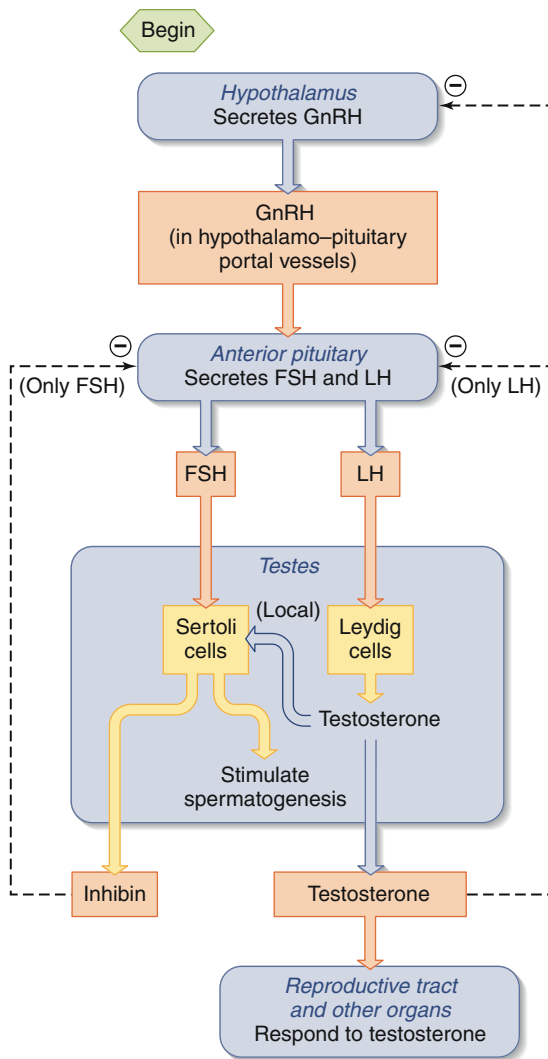 Begin
Hypothalamus
Secretes GnRH
−
GnRH
(in hypothalamo–pituitary
portal vessels)
−
−
Anterior pituitary
Secretes FSH and LH
(Only FSH)
(Only LH)
FSH
LH
Testes
(Local)
Sertoli
cells
Leydig
cells
Testosterone
Stimulate
spermatogenesis
Inhibin
Testosterone
Reproductive tract
and other organs
Respond to testosterone